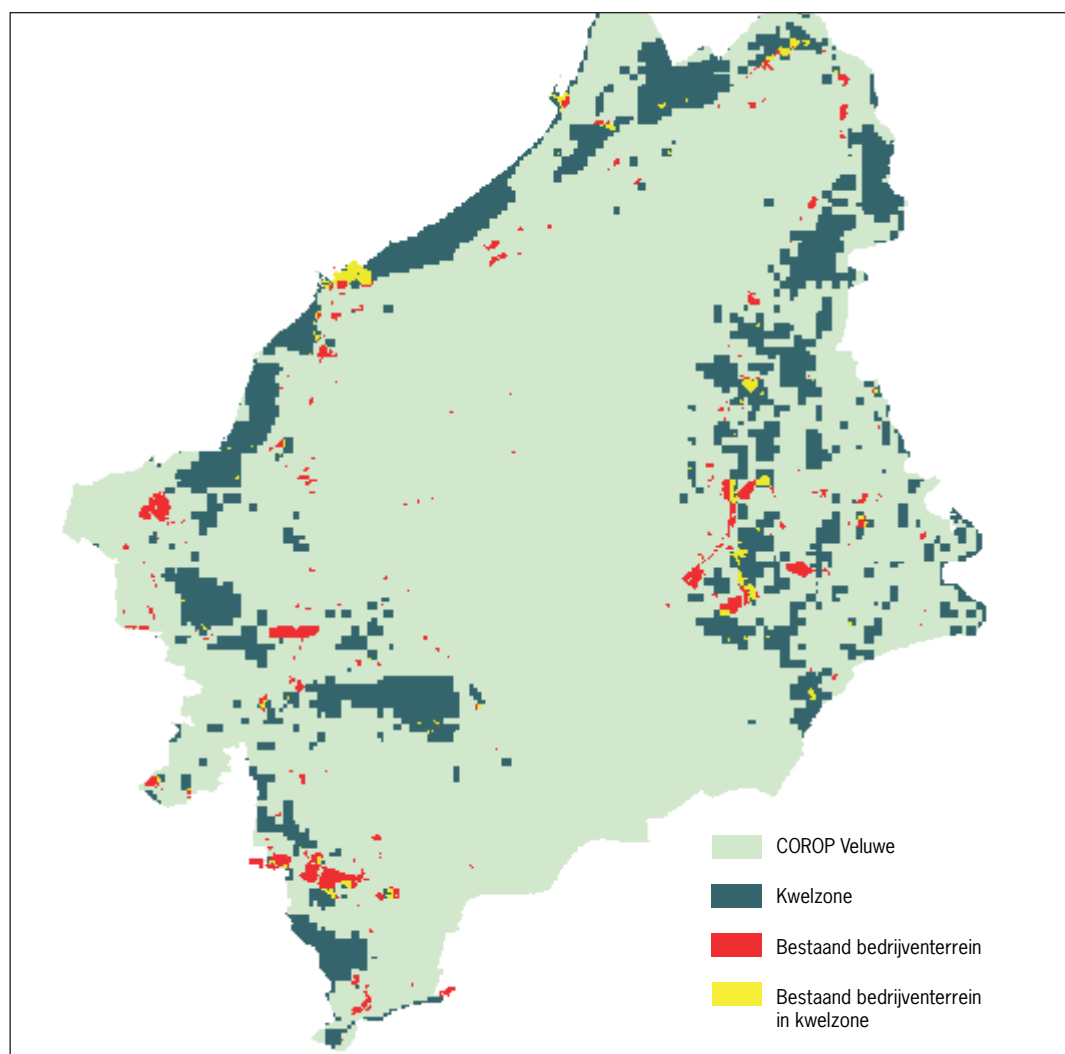 COROP Veluwe
Kwelzone
Bestaand bedrijventerrein
Bestaand bedrijventerrein
in kwelzone